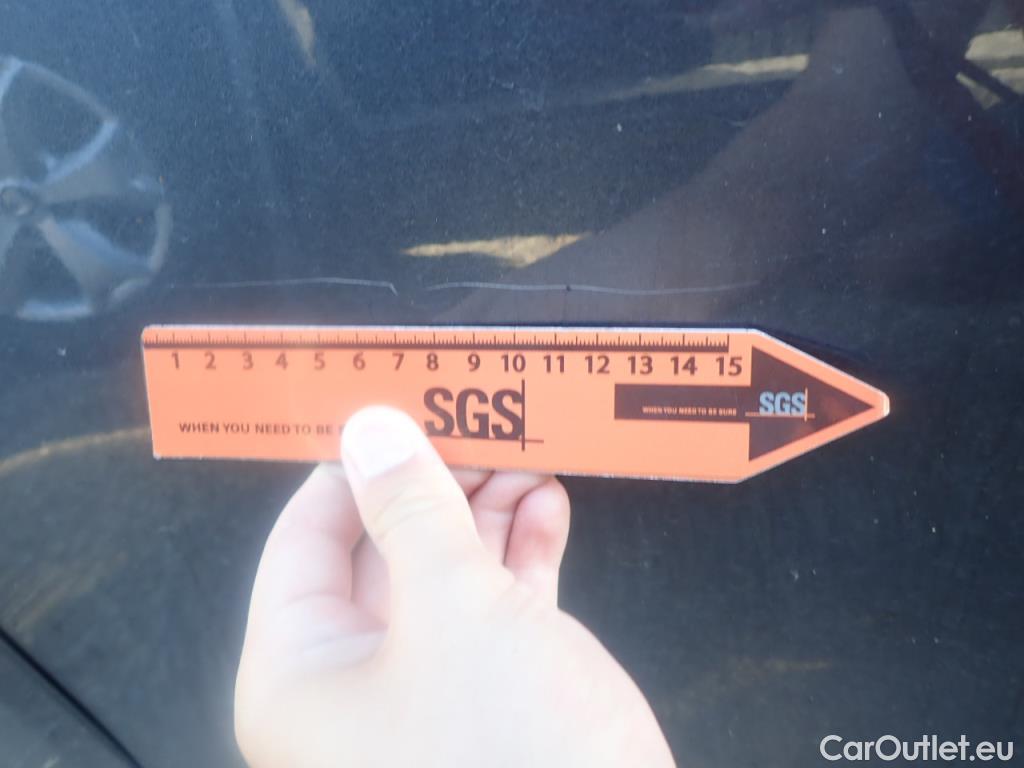 1 2 3 4 5 6 7 8 9 10 11 12 13 14 15
SGS
WHEN YOU NEED TO BE
WHEN YOU NEED TO BE SURE
SGS
CarOutlet.eu